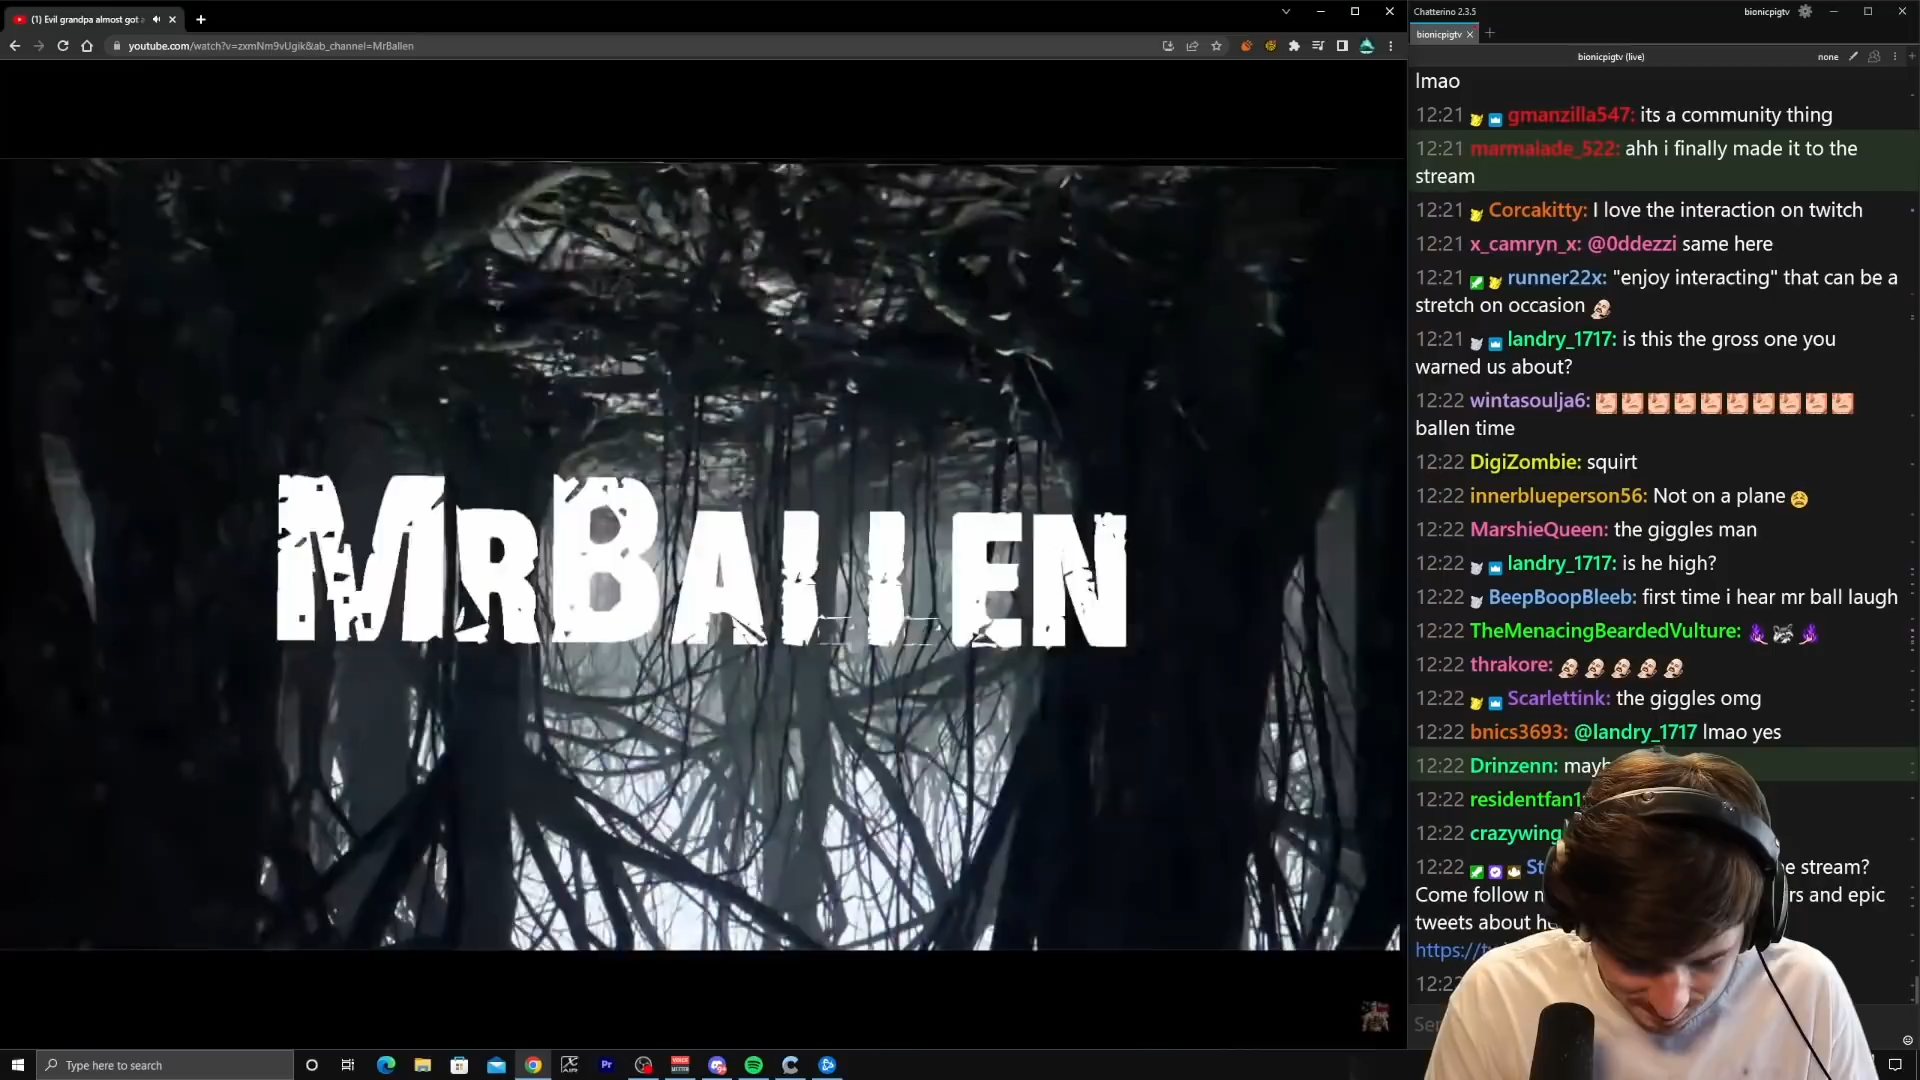 (1) Evil grandpa almost got a
youtube.com/watch?v=zxmNm9vUgik&ab_channel=MrBallen
MRBALLEN
Type here to search
Chatterino 2.3.5
bionicpigtv
bionicpigtv
bionicpigtv (live)
none
lmao
12:21 gmanzilla547: its a community thing
12:21 marmalade_522: ahh i finally made it to the
stream
12:21 Corcakitty: I love the interaction on twitch
12:21 x_camryn_x: @0ddezzi same here
12:21 runner22x: "enjoy interacting" that can be a
stretch on occasion
12:21 landry_1717: is this the gross one you
warned us about?
12:22 wintasoulja6:
ballen time
12:22 DigiZombie: squirt
12:22 innerblueperson56: Not on a plane
12:22 MarshieQueen: the giggles man
12:22 landry_1717: is he high?
12:22 BeepBoopBleeb: first time i hear mr ball laugh
12:22 TheMenacingBeardedVulture:
12:22 thrakore:
12:22 Scarlettink: the giggles omg
12:22 bnics3693: @landry_1717 lmao yes
12:22 Drinzenn:
12:22 residentfan1
12:22 crazywing
12:22 e stream?
Come follow and epic
tweets about
https://